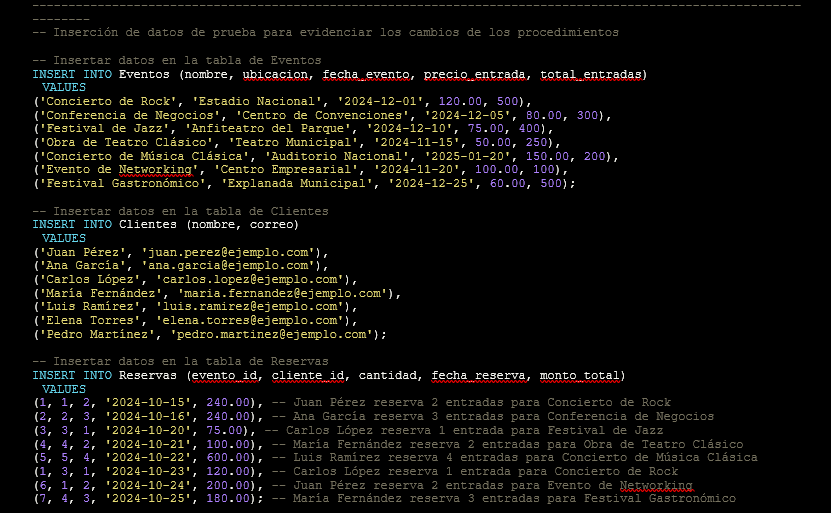 -----------------------------------------------------------------------------------------------------------
--------
-- Inserción de datos de prueba para evidenciar los cambios de los procedimientos
-- Insertar datos en la tabla de Eventos
INSERT INTO Eventos (nombre, ubicacion, fecha_evento, precio_entrada, total_entradas)
VALUES
('Concierto de Rock', 'Estadio Nacional', '2024-12-01', 120.00, 500),
('Conferencia de Negocios', 'Centro de Convenciones', '2024-12-05', 80.00, 300),
('Festival de Jazz', 'Anfiteatro del Parque', '2024-12-10', 75.00, 400),
('Obra de Teatro Clásico', 'Teatro Municipal', '2024-11-15', 50.00, 250),
('Concierto de Música Clásica', 'Auditorio Nacional', '2025-01-20', 150.00, 200),
('Evento de Networking', 'Centro Empresarial', '2024-11-20', 100.00, 100),
('Festival Gastronómico', 'Explanada Municipal', '2024-12-25', 60.00, 500);
-- Insertar datos en la tabla de Clientes
INSERT INTO Clientes (nombre, correo)
VALUES
('Juan Pérez', 'juan.perez@ejemplo.com'),
('Ana García', 'ana.garcia@ejemplo.com'),
('Carlos López', 'carlos.lopez@ejemplo.com'),
('María Fernández', 'maria.fernandez@ejemplo.com'),
('Luis Ramírez', 'luis.ramirez@ejemplo.com'),
('Elena Torres', 'elena.torres@ejemplo.com'),
('Pedro Martínez', 'pedro.martinez@ejemplo.com');
-- Insertar datos en la tabla de Reservas
INSERT INTO Reservas (evento_id, cliente_id, cantidad, fecha_reserva, monto_total)
VALUES
(1, 1, 2, '2024-10-15', 240.00), -- Juan Pérez reserva 2 entradas para Concierto de Rock
(2, 2, 3, '2024-10-16', 240.00), -- Ana García reserva 3 entradas para Conferencia de Negocios
(3, 3, 1, '2024-10-20', 75.00), -- Carlos López reserva 1 entrada para Festival de Jazz
(4, 4, 2, '2024-10-21', 100.00), -- María Fernández reserva 2 entradas para Obra de Teatro Clásico
(5, 5, 4, '2024-10-22', 600.00), -- Luis Ramírez reserva 4 entradas para Concierto de Música Clásica
(1, 3, 1, '2024-10-23', 120.00), -- Carlos López reserva 1 entrada para Concierto de Rock
(6, 1, 2, '2024-10-24', 200.00), -- Juan Pérez reserva 2 entradas para Evento de Networking
(7, 4, 3, '2024-10-25', 180.00); -- María Fernández reserva 3 entradas para Festival Gastronómico